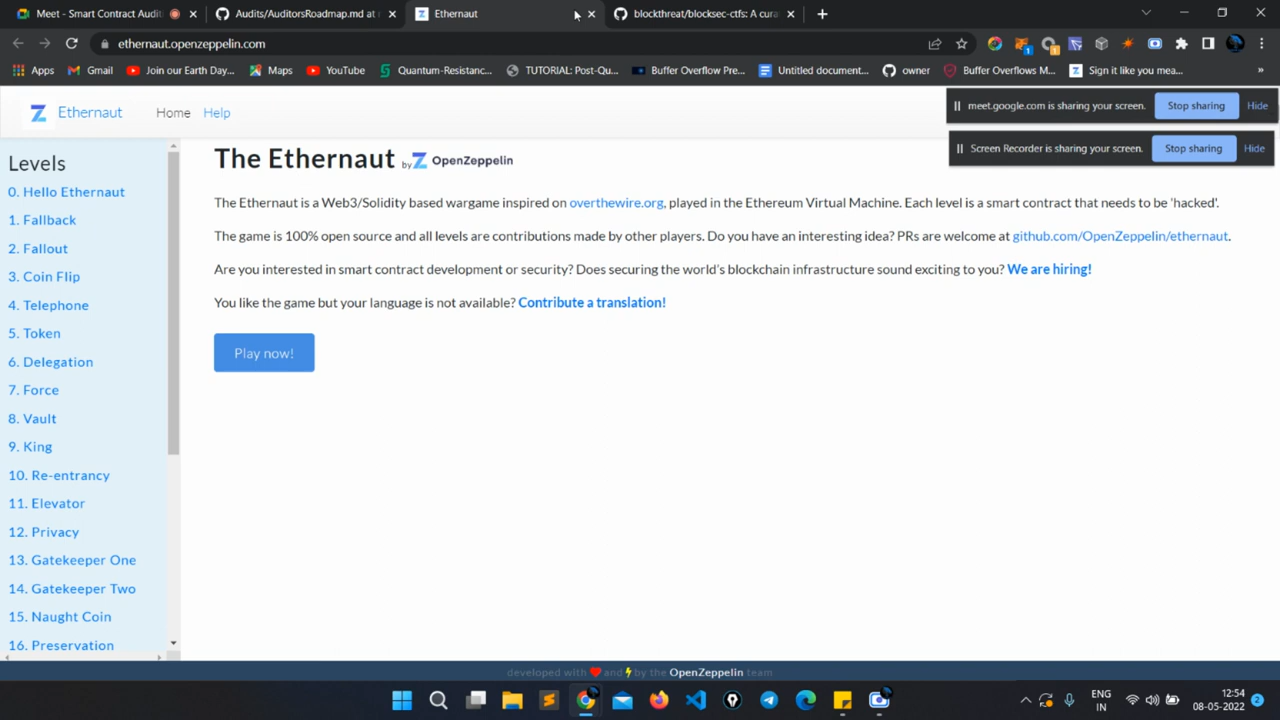 Meet - Smart Contract Audit
Audits/AuditorsRoadmap.md at
Ethernaut
blockthreat/blocksec-ctfs: A cura
ethernaut.openzeppelin.com
Apps
Gmail
Join our Earth Day...
Maps
YouTube
Quantum-Resistanc...
TUTORIAL: Post-Qu...
Buffer Overflow Pre...
Untitled document...
owner
Buffer Overflows M...
Sign it like you mea...
»
Ethernaut
Home
Help
meet.google.com is sharing your screen.
Stop sharing
Hide
Screen Recorder is sharing your screen.
Stop sharing
Hide
Levels
0. Hello Ethernaut
1. Fallback
2. Fallout
3. Coin Flip
4. Telephone
5. Token
6. Delegation
7. Force
8. Vault
9. King
10. Re-entrancy
11. Elevator
12. Privacy
13. Gatekeeper One
14. Gatekeeper Two
15. Naught Coin
16. Preservation
The Ethernaut by OpenZeppelin
The Ethernaut is a Web3/Solidity based wargame inspired on overthewire.org, played in the Ethereum Virtual Machine. Each level is a smart contract that needs to be 'hacked'.
The game is 100% open source and all levels are contributions made by other players. Do you have an interesting idea? PRs are welcome at github.com/OpenZeppelin/ethernaut.
Are you interested in smart contract development or security? Does securing the world's blockchain infrastructure sound exciting to you? We are hiring!
You like the game but your language is not available? Contribute a translation!
Play now!
developed with ❤ and ⚡ by the OpenZeppelin team
ENG
IN
12:54
08-05-2022
2